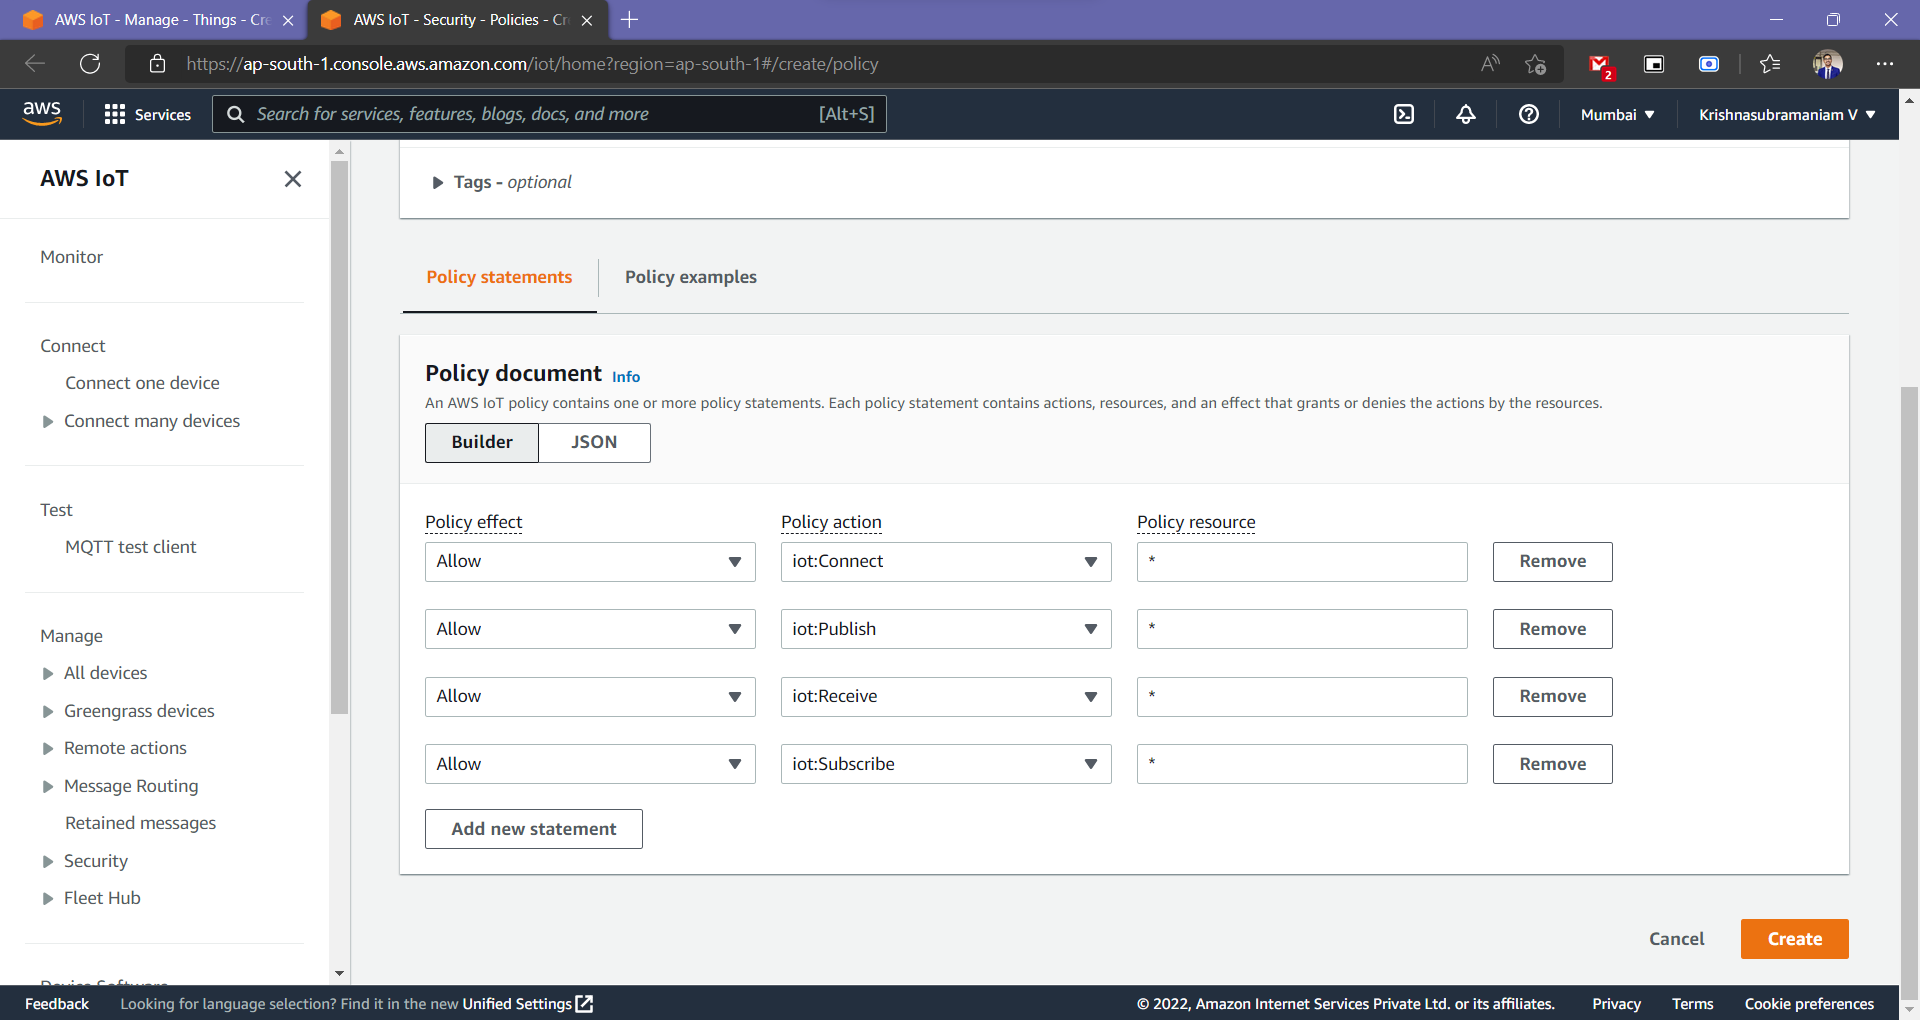 AWS IoT - Manage - Things - Cre
AWS IoT - Security - Policies - Cr
https://ap-south-1.console.aws.amazon.com/iot/home?region=ap-south-1#/create/policy
2
aws
Services
Search for services, features, blogs, docs, and more
[Alt+S]
Mumbai
Krishnasubramaniam V
AWS IoT
Monitor
Connect
Connect one device
Connect many devices
Test
MQTT test client
Manage
All devices
Greengrass devices
Remote actions
Message Routing
Retained messages
Security
Fleet Hub
Device Software
Tags - optional
Policy statements
Policy examples
Policy document Info
An AWS IoT policy contains one or more policy statements. Each policy statement contains actions, resources, and an effect that grants or denies the actions by the resources.
Builder
JSON
Policy effect
Policy action
Policy resource
Allow
iot:Connect
*
Remove
Allow
iot:Publish
*
Remove
Allow
iot:Receive
*
Remove
Allow
iot:Subscribe
*
Remove
Add new statement
Cancel
Create
Feedback
Looking for language selection? Find it in the new Unified Settings
© 2022, Amazon Internet Services Private Ltd. or its affiliates.
Privacy
Terms
Cookie preferences